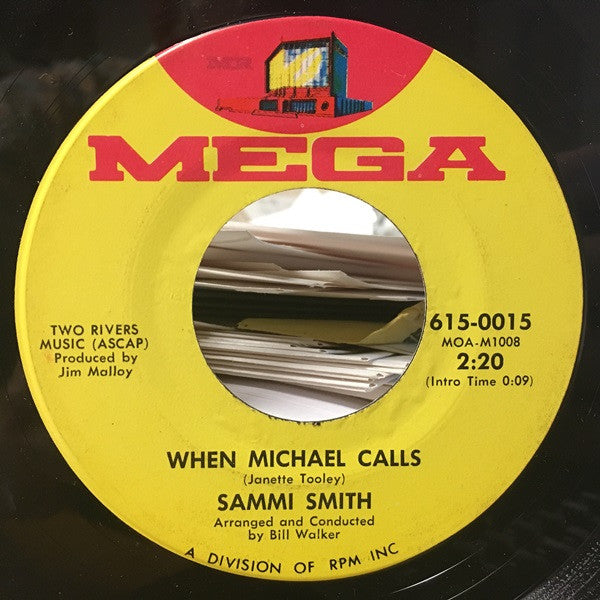 MEGA
TWO RIVERS
MUSIC (ASCAP)
Produced by
Jim Malloy
615-0015
MOA-M1008
2:20
(Intro Time 0:09)
WHEN MICHAEL CALLS
(Janette Tooley)
SAMMI SMITH
Arranged and Conducted
by Bill Walker
A DIVISION OF RPM INC